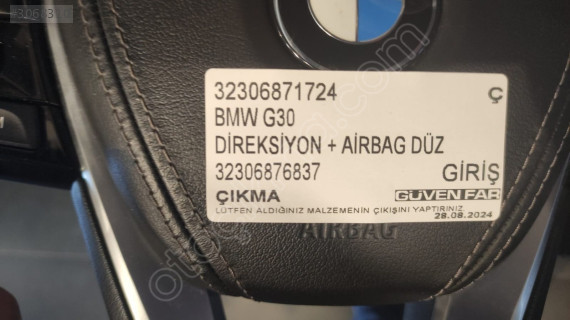 32306871724 Ç
BMW G30
DİREKSİYON + AİRBAG DÜZ
32306876837 GİRİŞ
ÇIKMA GÜVEN FAR
LÜTFEN ALDIĞINIZ MALZEMENİN ÇIKIŞINI YAPTIRINIZ.
28.08.2024
AIRBAG